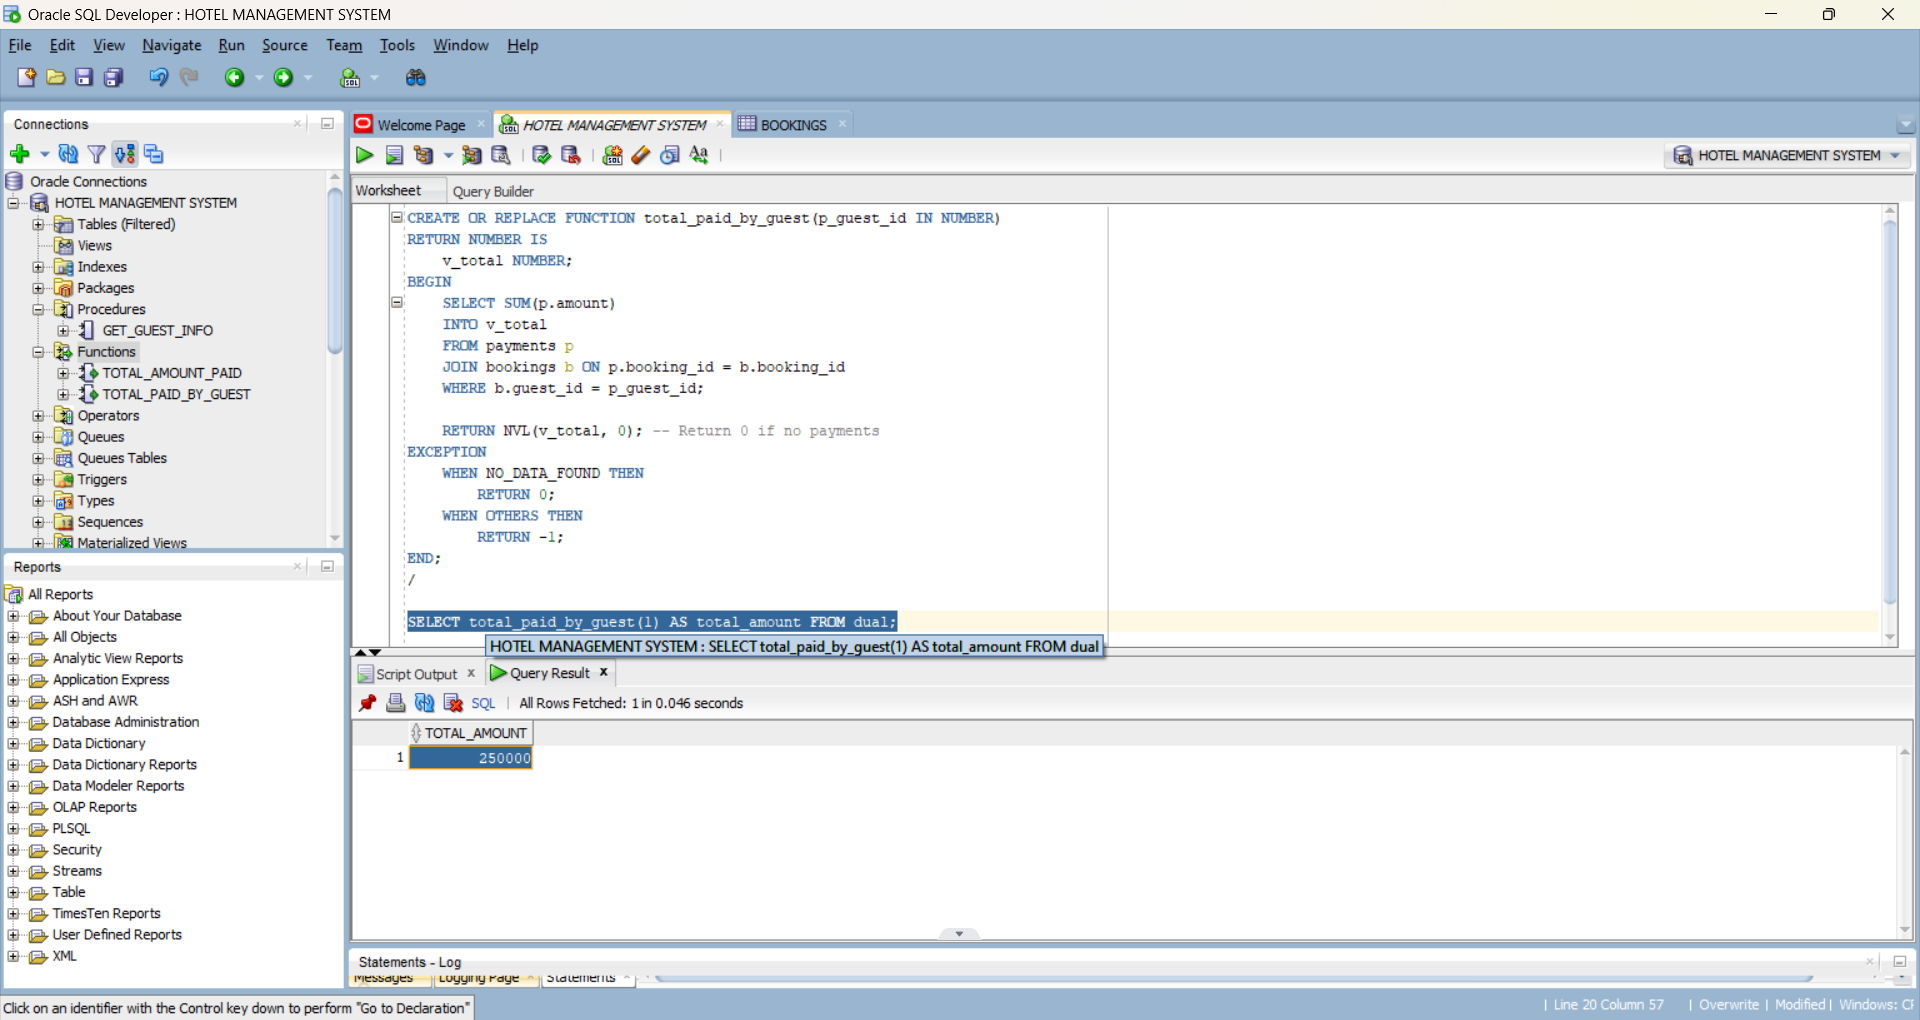 Oracle SQL Developer : HOTEL MANAGEMENT SYSTEM
File Edit View Navigate Run Source Team Tools Window Help
Connections
Oracle Connections
HOTEL MANAGEMENT SYSTEM
Tables (Filtered)
Views
Indexes
Packages
Procedures
GET_GUEST_INFO
Functions
TOTAL_AMOUNT_PAID
TOTAL_PAID_BY_GUEST
Operators
Queues
Queues Tables
Triggers
Types
Sequences
Materialized Views
Reports
All Reports
About Your Database
All Objects
Analytic View Reports
Application Express
ASH and AWR
Database Administration
Data Dictionary
Data Dictionary Reports
Data Modeler Reports
OLAP Reports
PLSQL
Security
Streams
Table
TimesTen Reports
User Defined Reports
XML
Welcome Page HOTEL MANAGEMENT SYSTEM BOOKINGS
HOTEL MANAGEMENT SYSTEM
Worksheet Query Builder
CREATE OR REPLACE FUNCTION total_paid_by_guest(p_guest_id IN NUMBER)
RETURN NUMBER IS
v_total NUMBER;
BEGIN
SELECT SUM(p.amount)
INTO v_total
FROM payments p
JOIN bookings b ON p.booking_id = b.booking_id
WHERE b.guest_id = p_guest_id;
RETURN NVL(v_total, 0); -- Return 0 if no payments
EXCEPTION
WHEN NO_DATA_FOUND THEN
RETURN 0;
WHEN OTHERS THEN
RETURN -1;
END;
/
SELECT total_paid_by_guest(1) AS total_amount FROM dual;
HOTEL MANAGEMENT SYSTEM : SELECT total_paid_by_guest(1) AS total_amount FROM dual
Script Output Query Result
SQL All Rows Fetched: 1 in 0.046 seconds
TOTAL_AMOUNT
1 250000
Statements - Log
Messages Logging Page Statements
Click on an identifier with the Control key down to perform "Go to Declaration"
Line 20 Column 57 Overwrite Modified Windows: CR